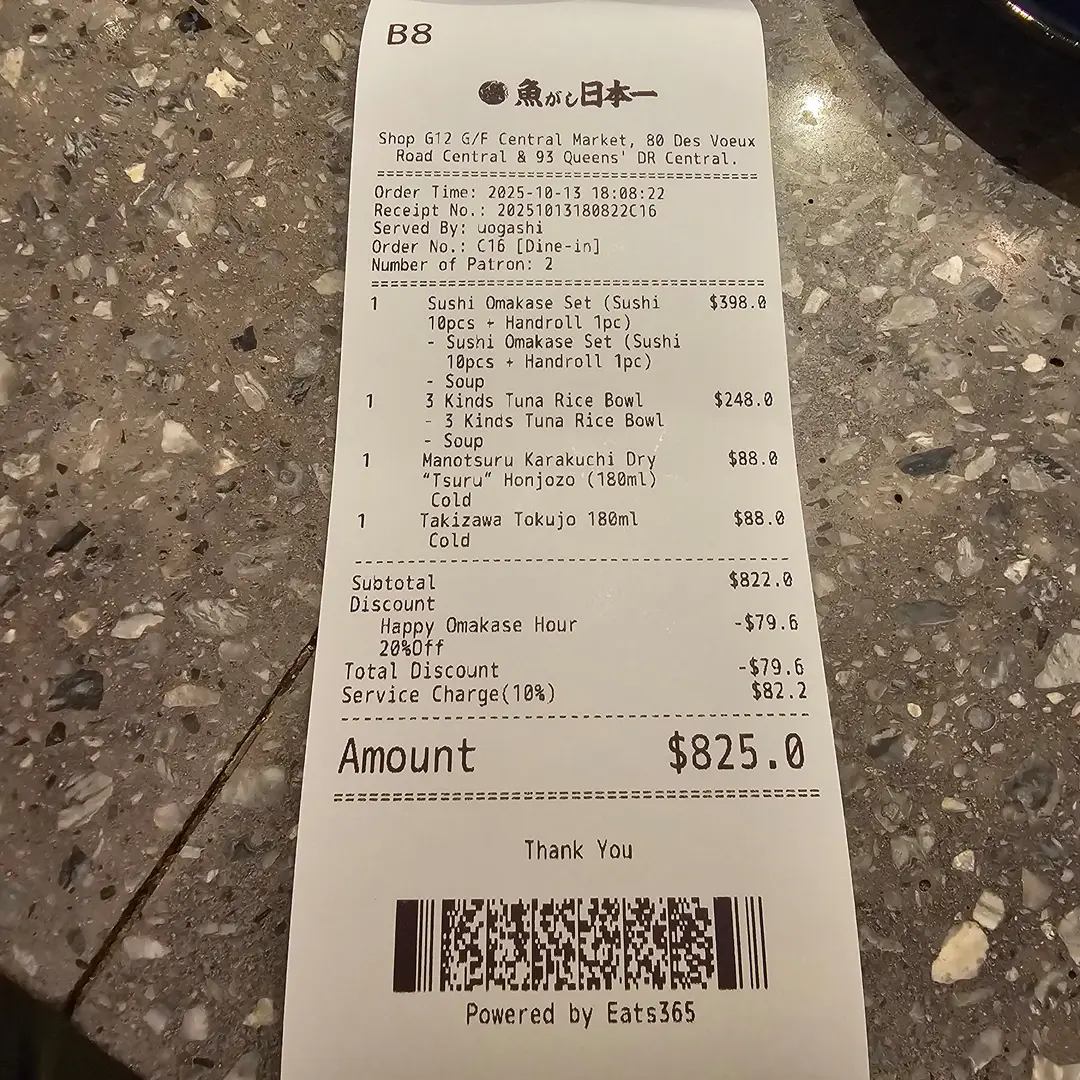 B8
魚がし日本一
Shop G12 G/F Central Market, 80 Des Voeux
Road Central & 93 Queens' DR Central.
Order Time: 2025-10-13 18:08:22
Receipt No.: 20251013180822C16
Served By: uogashi
Order No.: C16 [Dine-in]
Number of Patron: 2
1 Sushi Omakase Set (Sushi $398.0
10pcs + Handroll 1pc)
- Sushi Omakase Set (Sushi
10pcs + Handroll 1pc)
- Soup
1 3 Kinds Tuna Rice Bowl $248.0
- 3 Kinds Tuna Rice Bowl
- Soup
1 Manotsuru Karakuchi Dry $88.0
“Tsuru” Honjozo (180ml)
Cold
1 Takizawa Tokujo 180ml $88.0
Cold
Subtotal $822.0
Discount
Happy Omakase Hour -$79.6
20%Off
Total Discount -$79.6
Service Charge(10%) $82.2
Amount $825.0
Thank You
Powered by Eats365